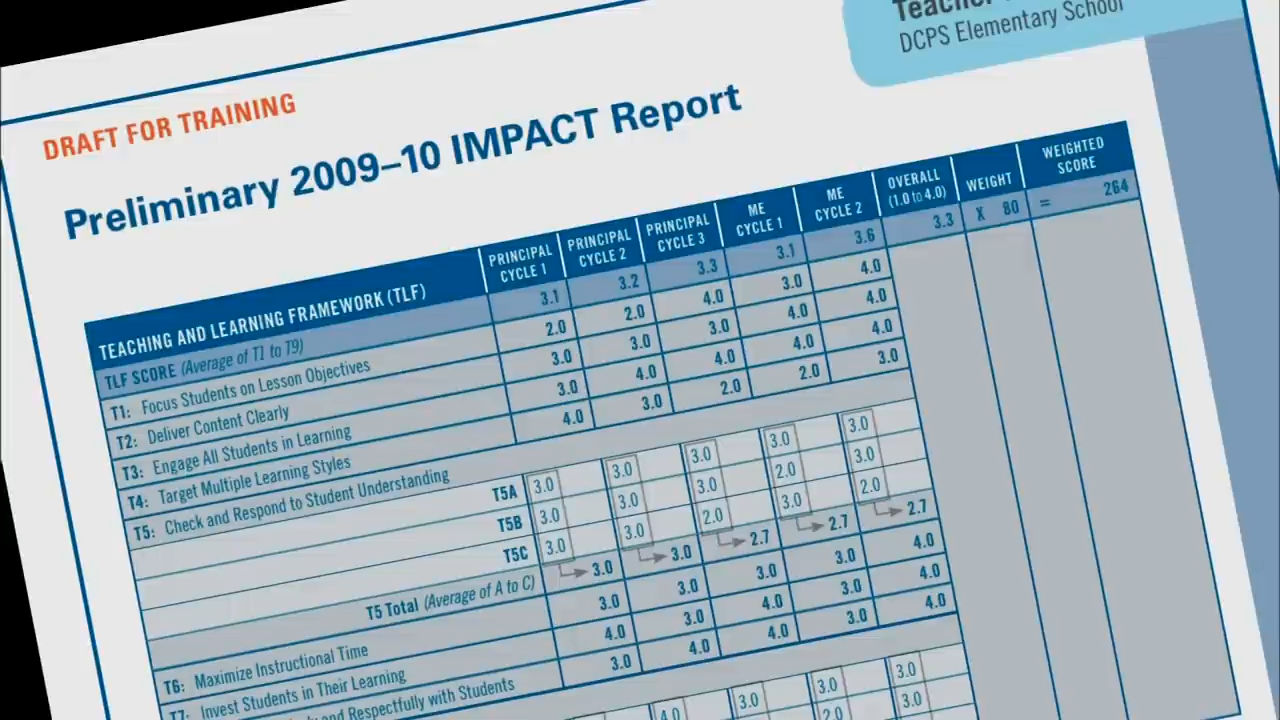 Teacher
DCPS Elementary School
DRAFT FOR TRAINING
Preliminary 2009–10 IMPACT Report
TEACHING AND LEARNING FRAMEWORK (TLF) PRINCIPAL CYCLE 1 PRINCIPAL CYCLE 2 PRINCIPAL CYCLE 3 ME CYCLE 1 ME CYCLE 2 OVERALL (1.0 to 4.0) WEIGHT WEIGHTED SCORE
TLF SCORE (Average of T1 to T9) 3.1 3.2 3.3 3.1 3.6 3.3 X 80 = 264
T1: Focus Students on Lesson Objectives 2.0 2.0 4.0 3.0 4.0
T2: Deliver Content Clearly 3.0 3.0 3.0 4.0 4.0
T3: Engage All Students in Learning 3.0 4.0 4.0 4.0 4.0
T4: Target Multiple Learning Styles 4.0 3.0 2.0 2.0 3.0
T5: Check and Respond to Student Understanding
T5A 3.0 3.0 3.0 3.0 3.0
T5B 3.0 3.0 3.0 2.0 3.0
T5C 3.0 3.0 2.0 3.0 2.0
T5 Total (Average of A to C) 3.0 3.0 2.7 2.7 2.7
T6: Maximize Instructional Time 3.0 3.0 3.0 3.0 4.0
T7: Invest Students in Their Learning 4.0 3.0 4.0 3.0 4.0
and Respectfully with Students 3.0 4.0 4.0 3.0 4.0
4.0 3.0 3.0 3.0
2.0 3.0